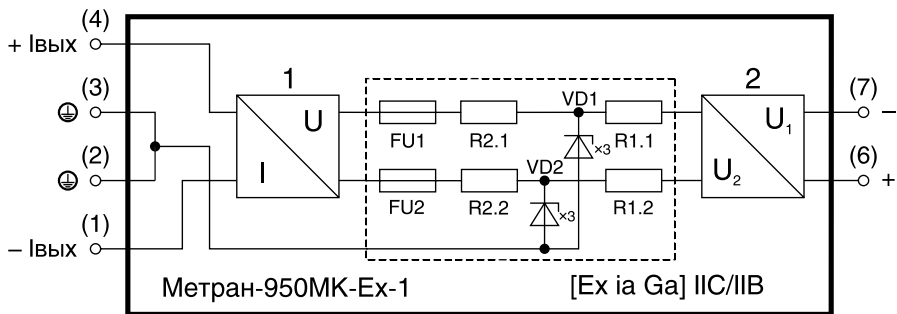 (4)
+ Iвых
(3)
(2)
(1)
– Iвых
1
U
I
FU1
R2.1
VD1
×3
R1.1
FU2
R2.2
VD2
×3
R1.2
2
U1
U2
(7)
–
(6)
+
Метран-950МК-Ех-1
[Ex ia Ga] IIC/IIB